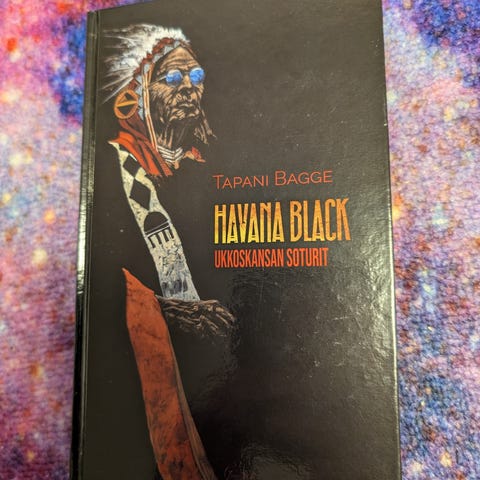 TAPANI BAGGE
HAVANA BLACK
UKKOSKANSAN SOTURIT